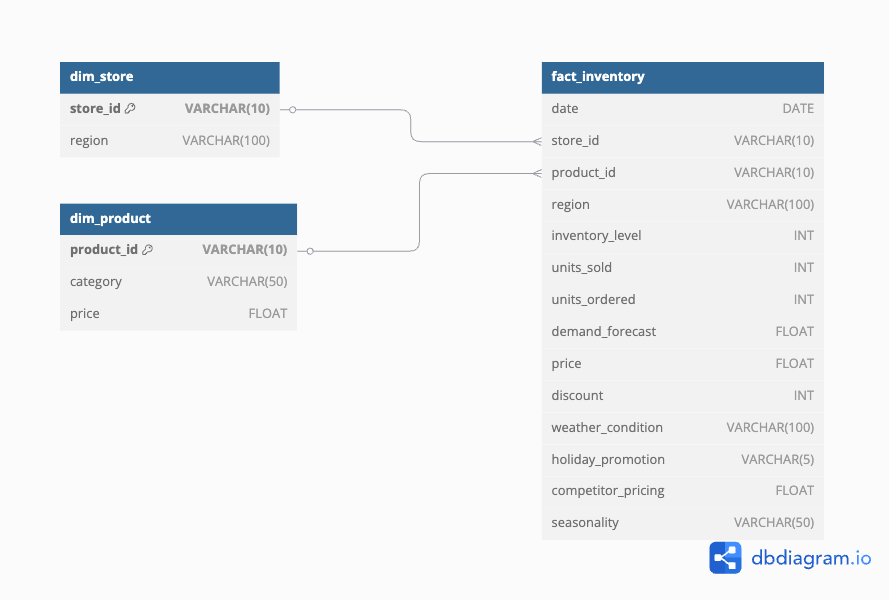 dim_store
store_id VARCHAR(10)
region VARCHAR(100)
dim_product
product_id VARCHAR(10)
category VARCHAR(50)
price FLOAT
fact_inventory
date DATE
store_id VARCHAR(10)
product_id VARCHAR(10)
region VARCHAR(100)
inventory_level INT
units_sold INT
units_ordered INT
demand_forecast FLOAT
price FLOAT
discount INT
weather_condition VARCHAR(100)
holiday_promotion VARCHAR(5)
competitor_pricing FLOAT
seasonality VARCHAR(50)
dbdiagram.io